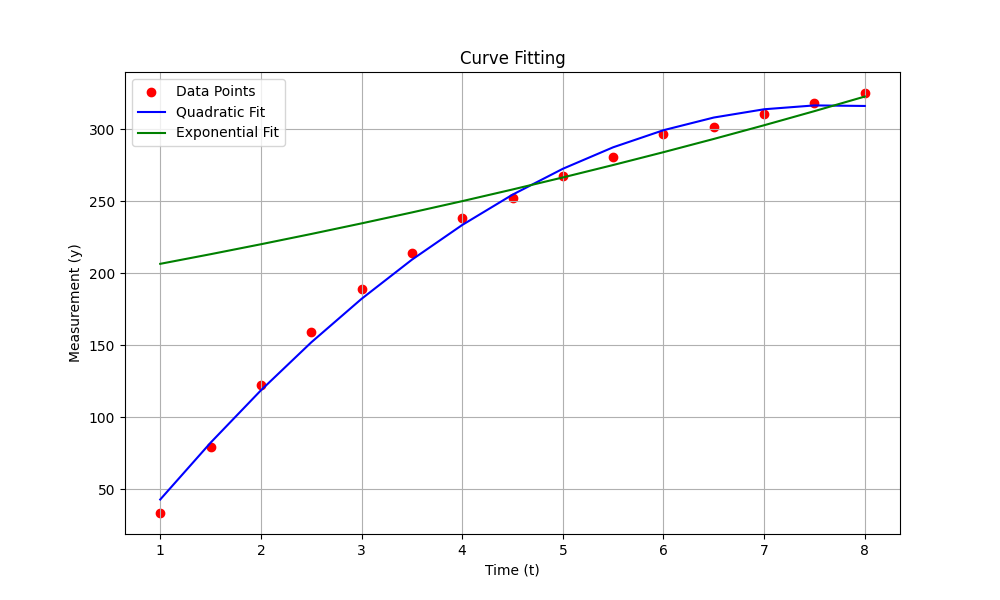 Curve Fitting
Data Points
Quadratic Fit
Exponential Fit
300
250
200
150
100
50
Measurement (y)
1 2 3 4 5 6 7 8
Time (t)